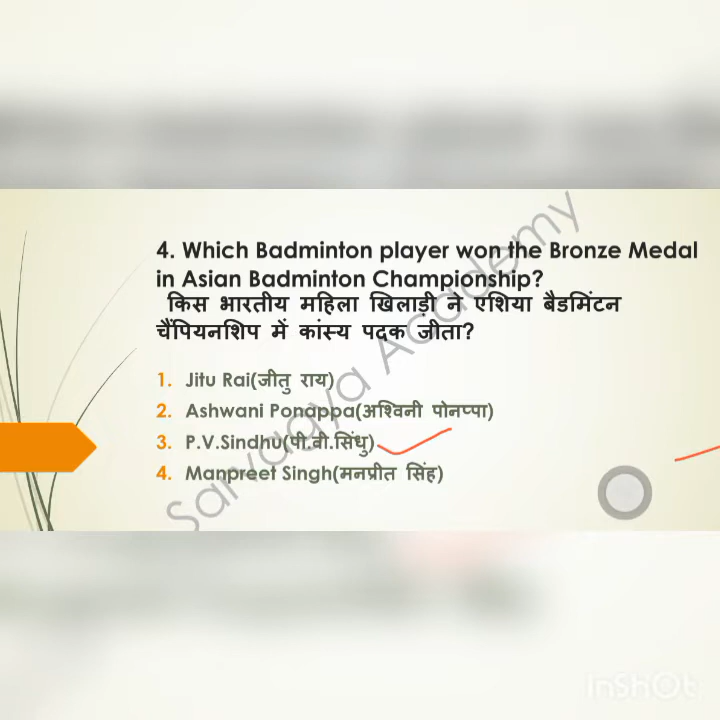 4. Which Badminton player won the Bronze Medal
in Asian Badminton Championship?
किस भारतीय महिला खिलाड़ी ने एशिया बैडमिंटन
चैंपियनशिप में कांस्य पदक जीता?
1. Jitu Rai(जीतु राय)
2. Ashwani Ponappa(अश्विनी पोनप्पा)
3. P.V.Sindhu(पी.वी.सिंधु)
4. Manpreet Singh(मनप्रीत सिंह)
Sarvagya Academy
InShOt